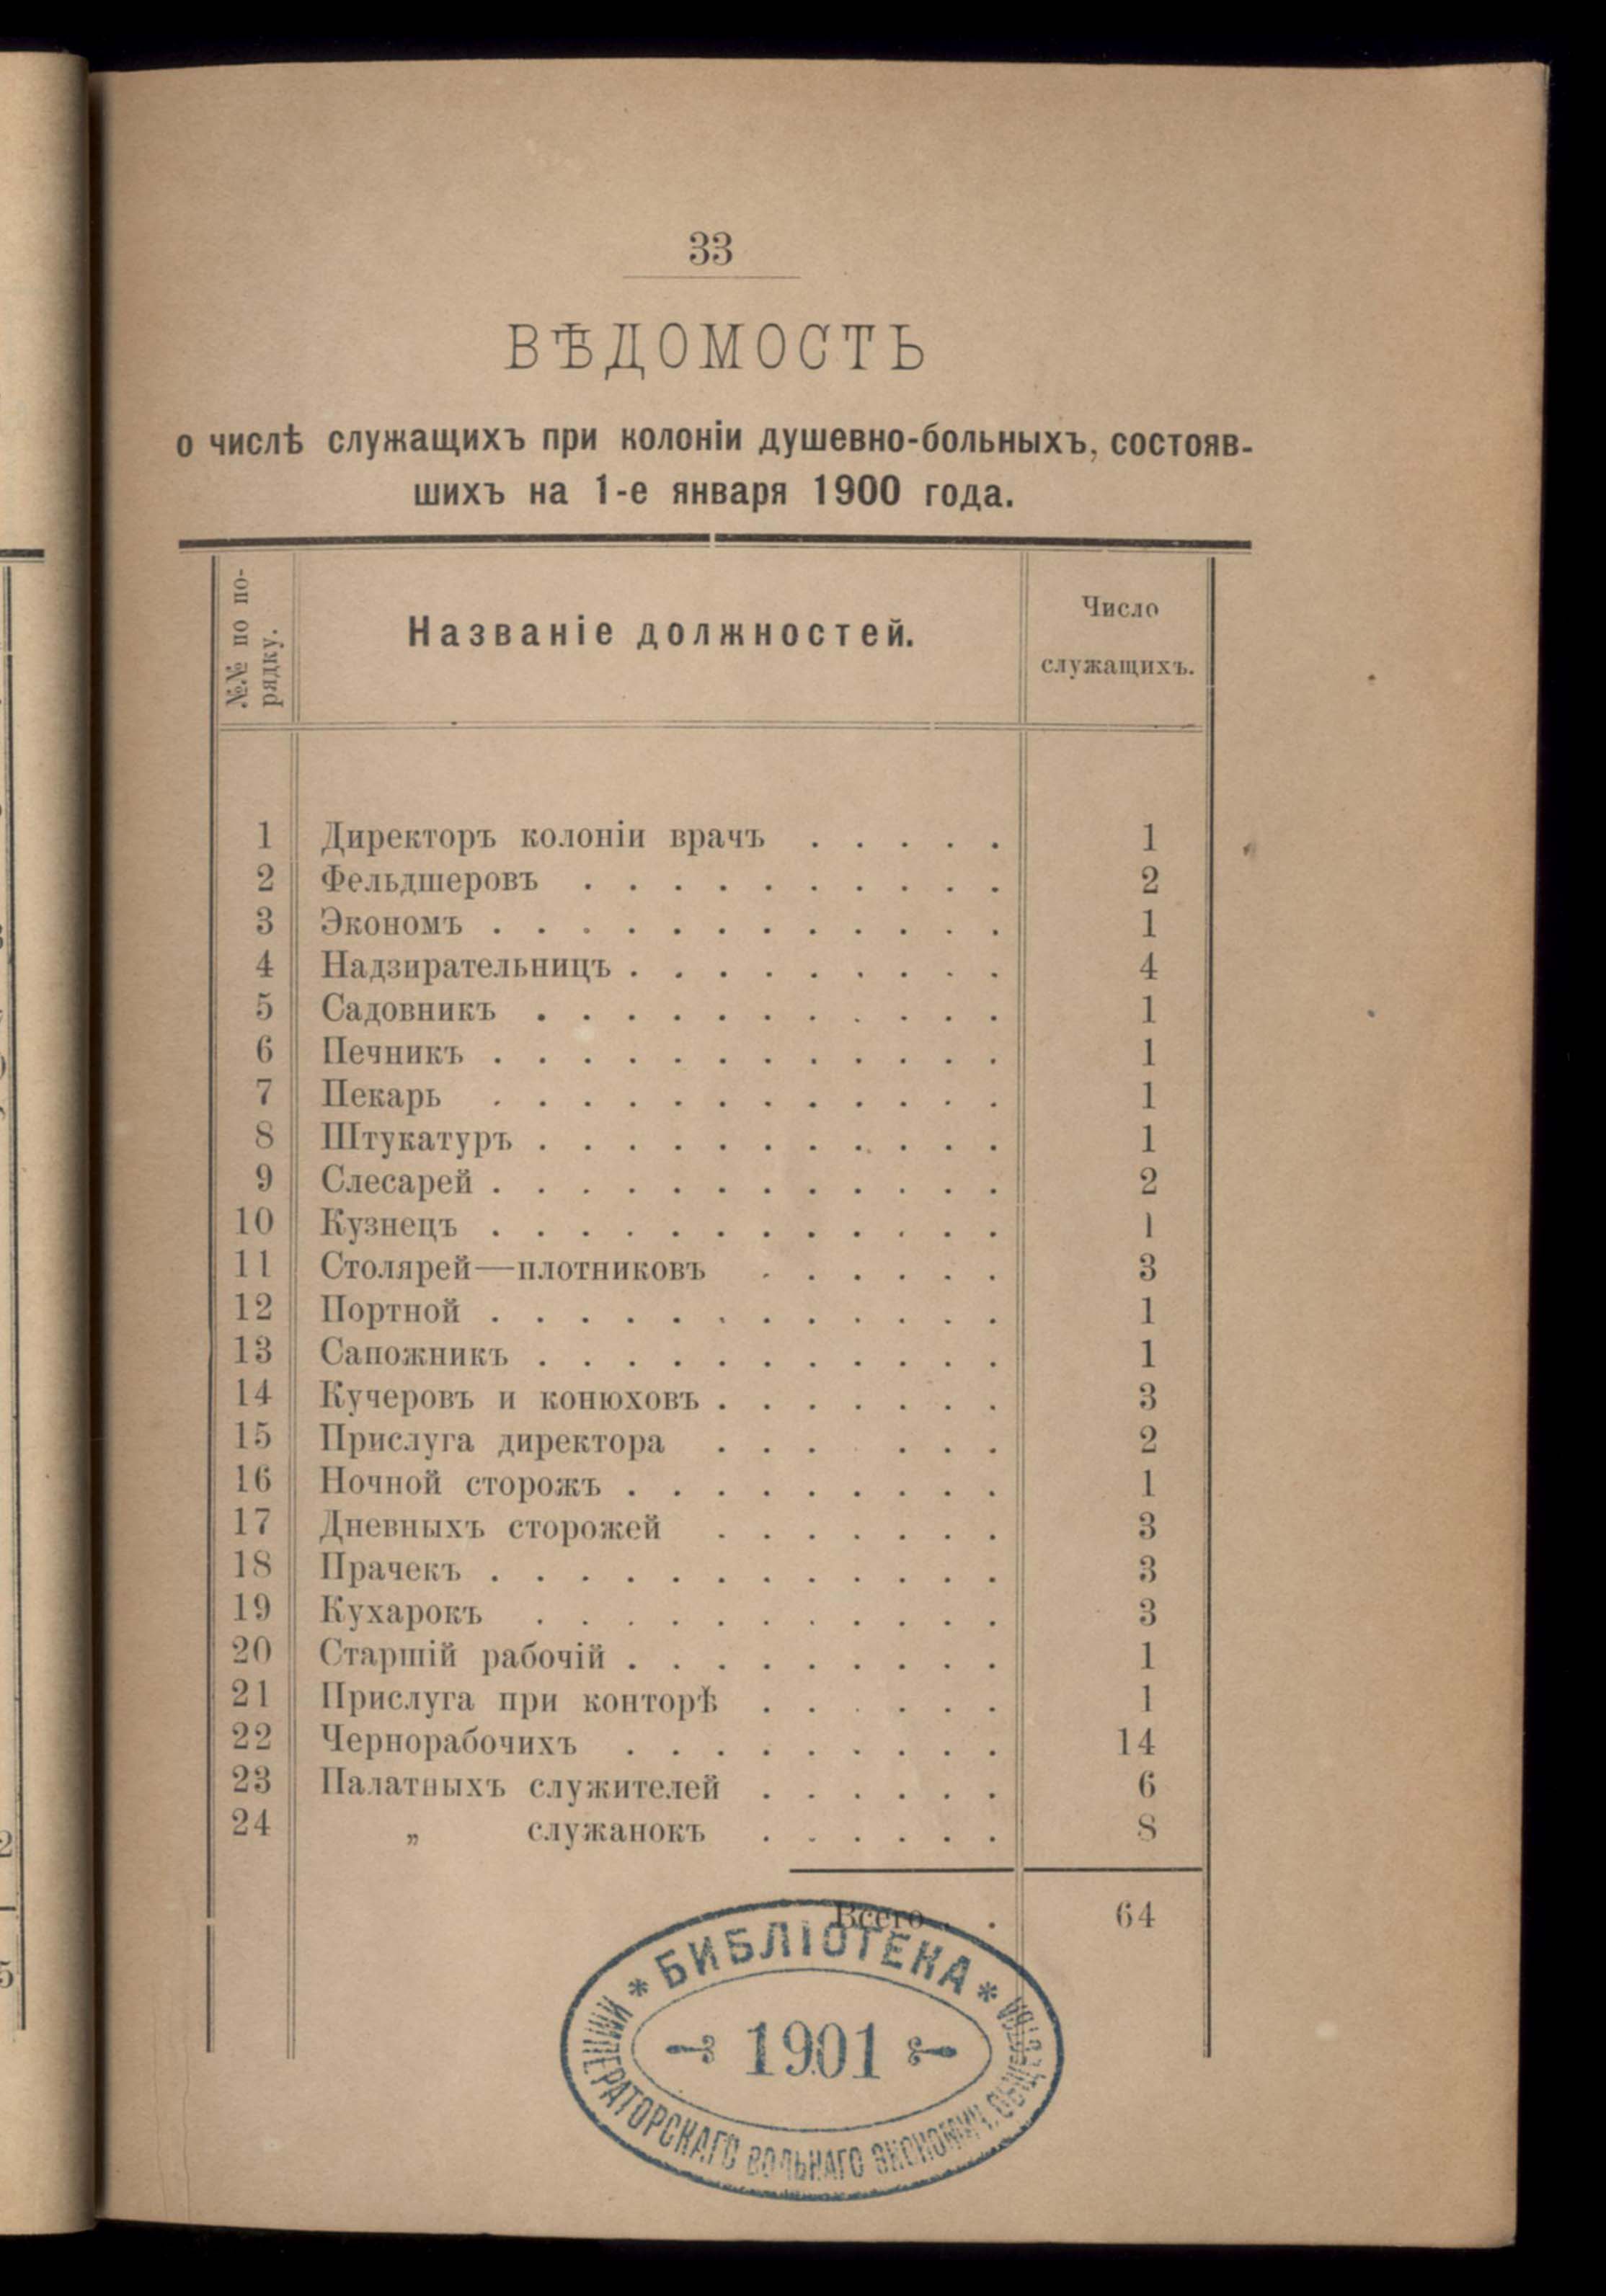 33
ВѢДОМОСТЬ
о числѣ служащихъ при колоніи душевно-больныхъ, состояв-
шихъ на 1-е января 1900 года.
№№ по по-
рядку.
Названіе должностей.
Число
служащихъ.
1 Директоръ колоніи врачъ . . . . . 1
2 Фельдшеровъ . . . . . . . . . . 2
3 Экономъ . . . . . . . . . . . . 1
4 Надзирательницъ . . . . . . . . . 4
5 Садовникъ . . . . . . . . . . . 1
6 Печникъ . . . . . . . . . . . . 1
7 Пекарь . . . . . . . . . . . . 1
8 Штукатуръ . . . . . . . . . . . 1
9 Слесарей . . . . . . . . . . . . 2
10 Кузнецъ . . . . . . . . . . . . 1
11 Столярей—плотниковъ . . . . . . 3
12 Портной . . . . . . . . . . . . 1
13 Сапожникъ . . . . . . . . . . . 1
14 Кучеровъ и конюховъ . . . . . . . 3
15 Прислуга директора . . . . . . 2
16 Ночной сторожъ . . . . . . . . . 1
17 Дневныхъ сторожей . . . . . . . 3
18 Прачекъ . . . . . . . . . . . . 3
19 Кухарокъ . . . . . . . . . . . 3
20 Старшій рабочій . . . . . . . . . 1
21 Прислуга при конторѣ . . . . . . 1
22 Чернорабочихъ . . . . . . . . . 14
23 Палатныхъ служителей . . . . . . 6
24 „ служанокъ . . . . . . 8
Всего . . 64
* БИБЛІОТЕКА *
1901
ИМПЕРАТОРСКАГО ВОЛЬНАГО ЭКОНОМИЧ. ОБЩЕСТВА